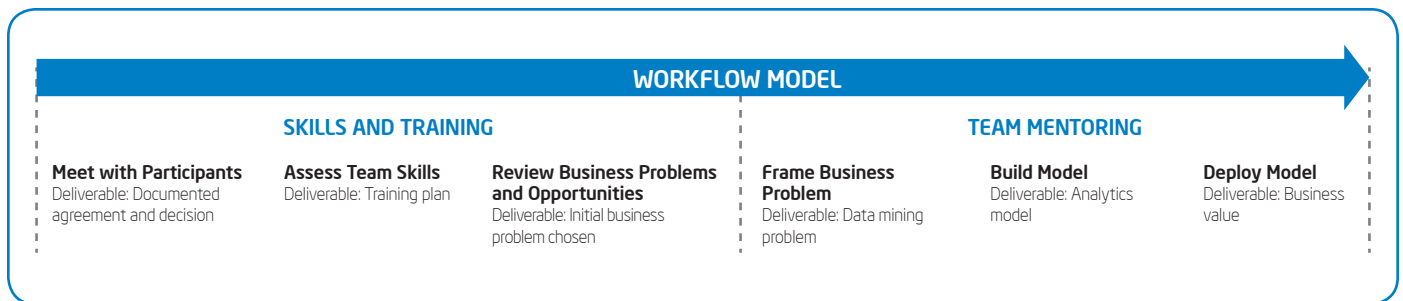 WORKFLOW MODEL
SKILLS AND TRAINING
Meet with Participants
Deliverable: Documented
agreement and decision
Assess Team Skills
Deliverable: Training plan
Review Business Problems
and Opportunities
Deliverable: Initial business
problem chosen
TEAM MENTORING
Frame Business
Problem
Deliverable: Data mining
problem
Build Model
Deliverable: Analytics
model
Deploy Model
Deliverable: Business
value